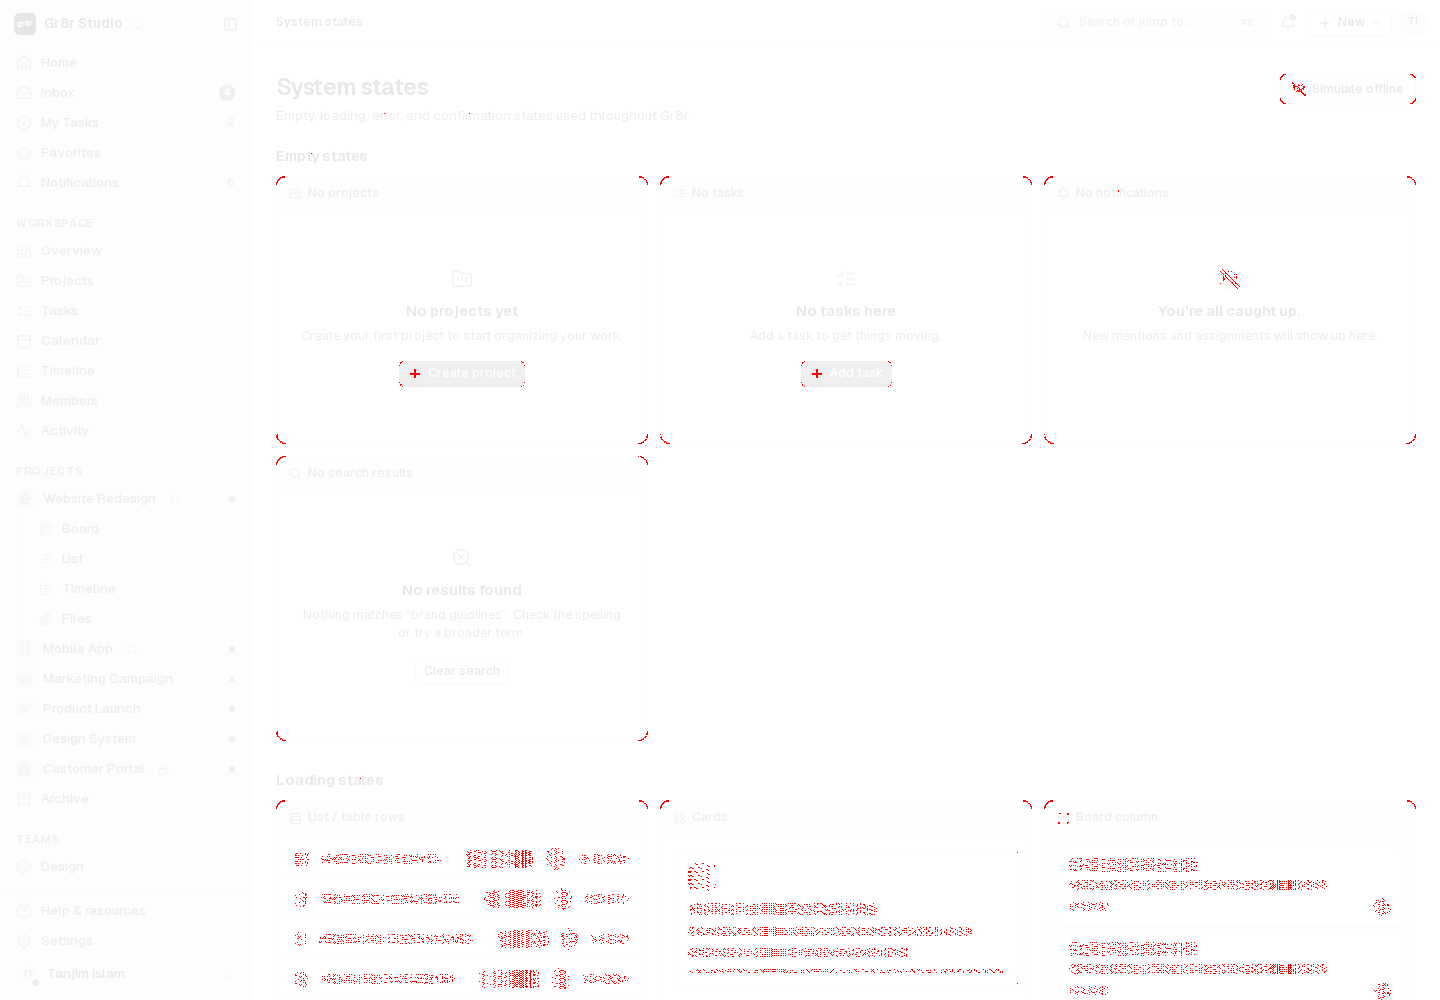 Gr8r Studio
System states
Search or jump to...
⌘K
New
TI
Home
Inbox
4
My Tasks
2
Favorites
Notifications
6
WORKSPACE
Overview
Projects
Tasks
Calendar
Timeline
Members
Activity
PROJECTS
Website Redesign
Board
List
Timeline
Files
Mobile App
Marketing Campaign
Product Launch
Design System
Customer Portal
Archive
TEAMS
Design
Help & resources
Settings
TI
Tanjim Islam
System states
Simulate offline
Empty, loading, error, and confirmation states used throughout Gr8r.
Empty states
No projects
No projects yet
Create your first project to start organizing your work.
Create project
No tasks
No tasks here
Add a task to get things moving.
Add task
No notifications
You're all caught up.
New mentions and assignments will show up here.
No search results
No results found
Nothing matches "brand guidlines". Check the spelling
or try a broader term.
Clear search
Loading states
List / table rows
Cards
Board column